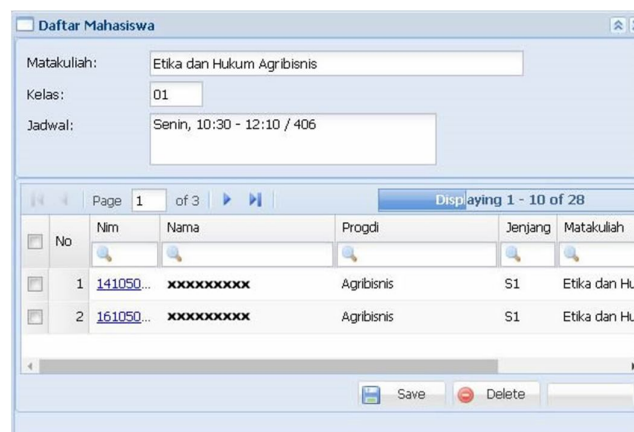 Daftar Mahasiswa
Matakuliah: Etika dan Hukum Agribisnis
Kelas: 01
Jadwal: Senin, 10:30 - 12:10 / 406
Page 1 of 3 Displaying 1 - 10 of 28
No Nim Nama Progdi Jenjang Matakuliah
1 141050... xxxxxxxxx Agribisnis S1 Etika dan Hu
2 161050... xxxxxxxxx Agribisnis S1 Etika dan Hu
Save Delete